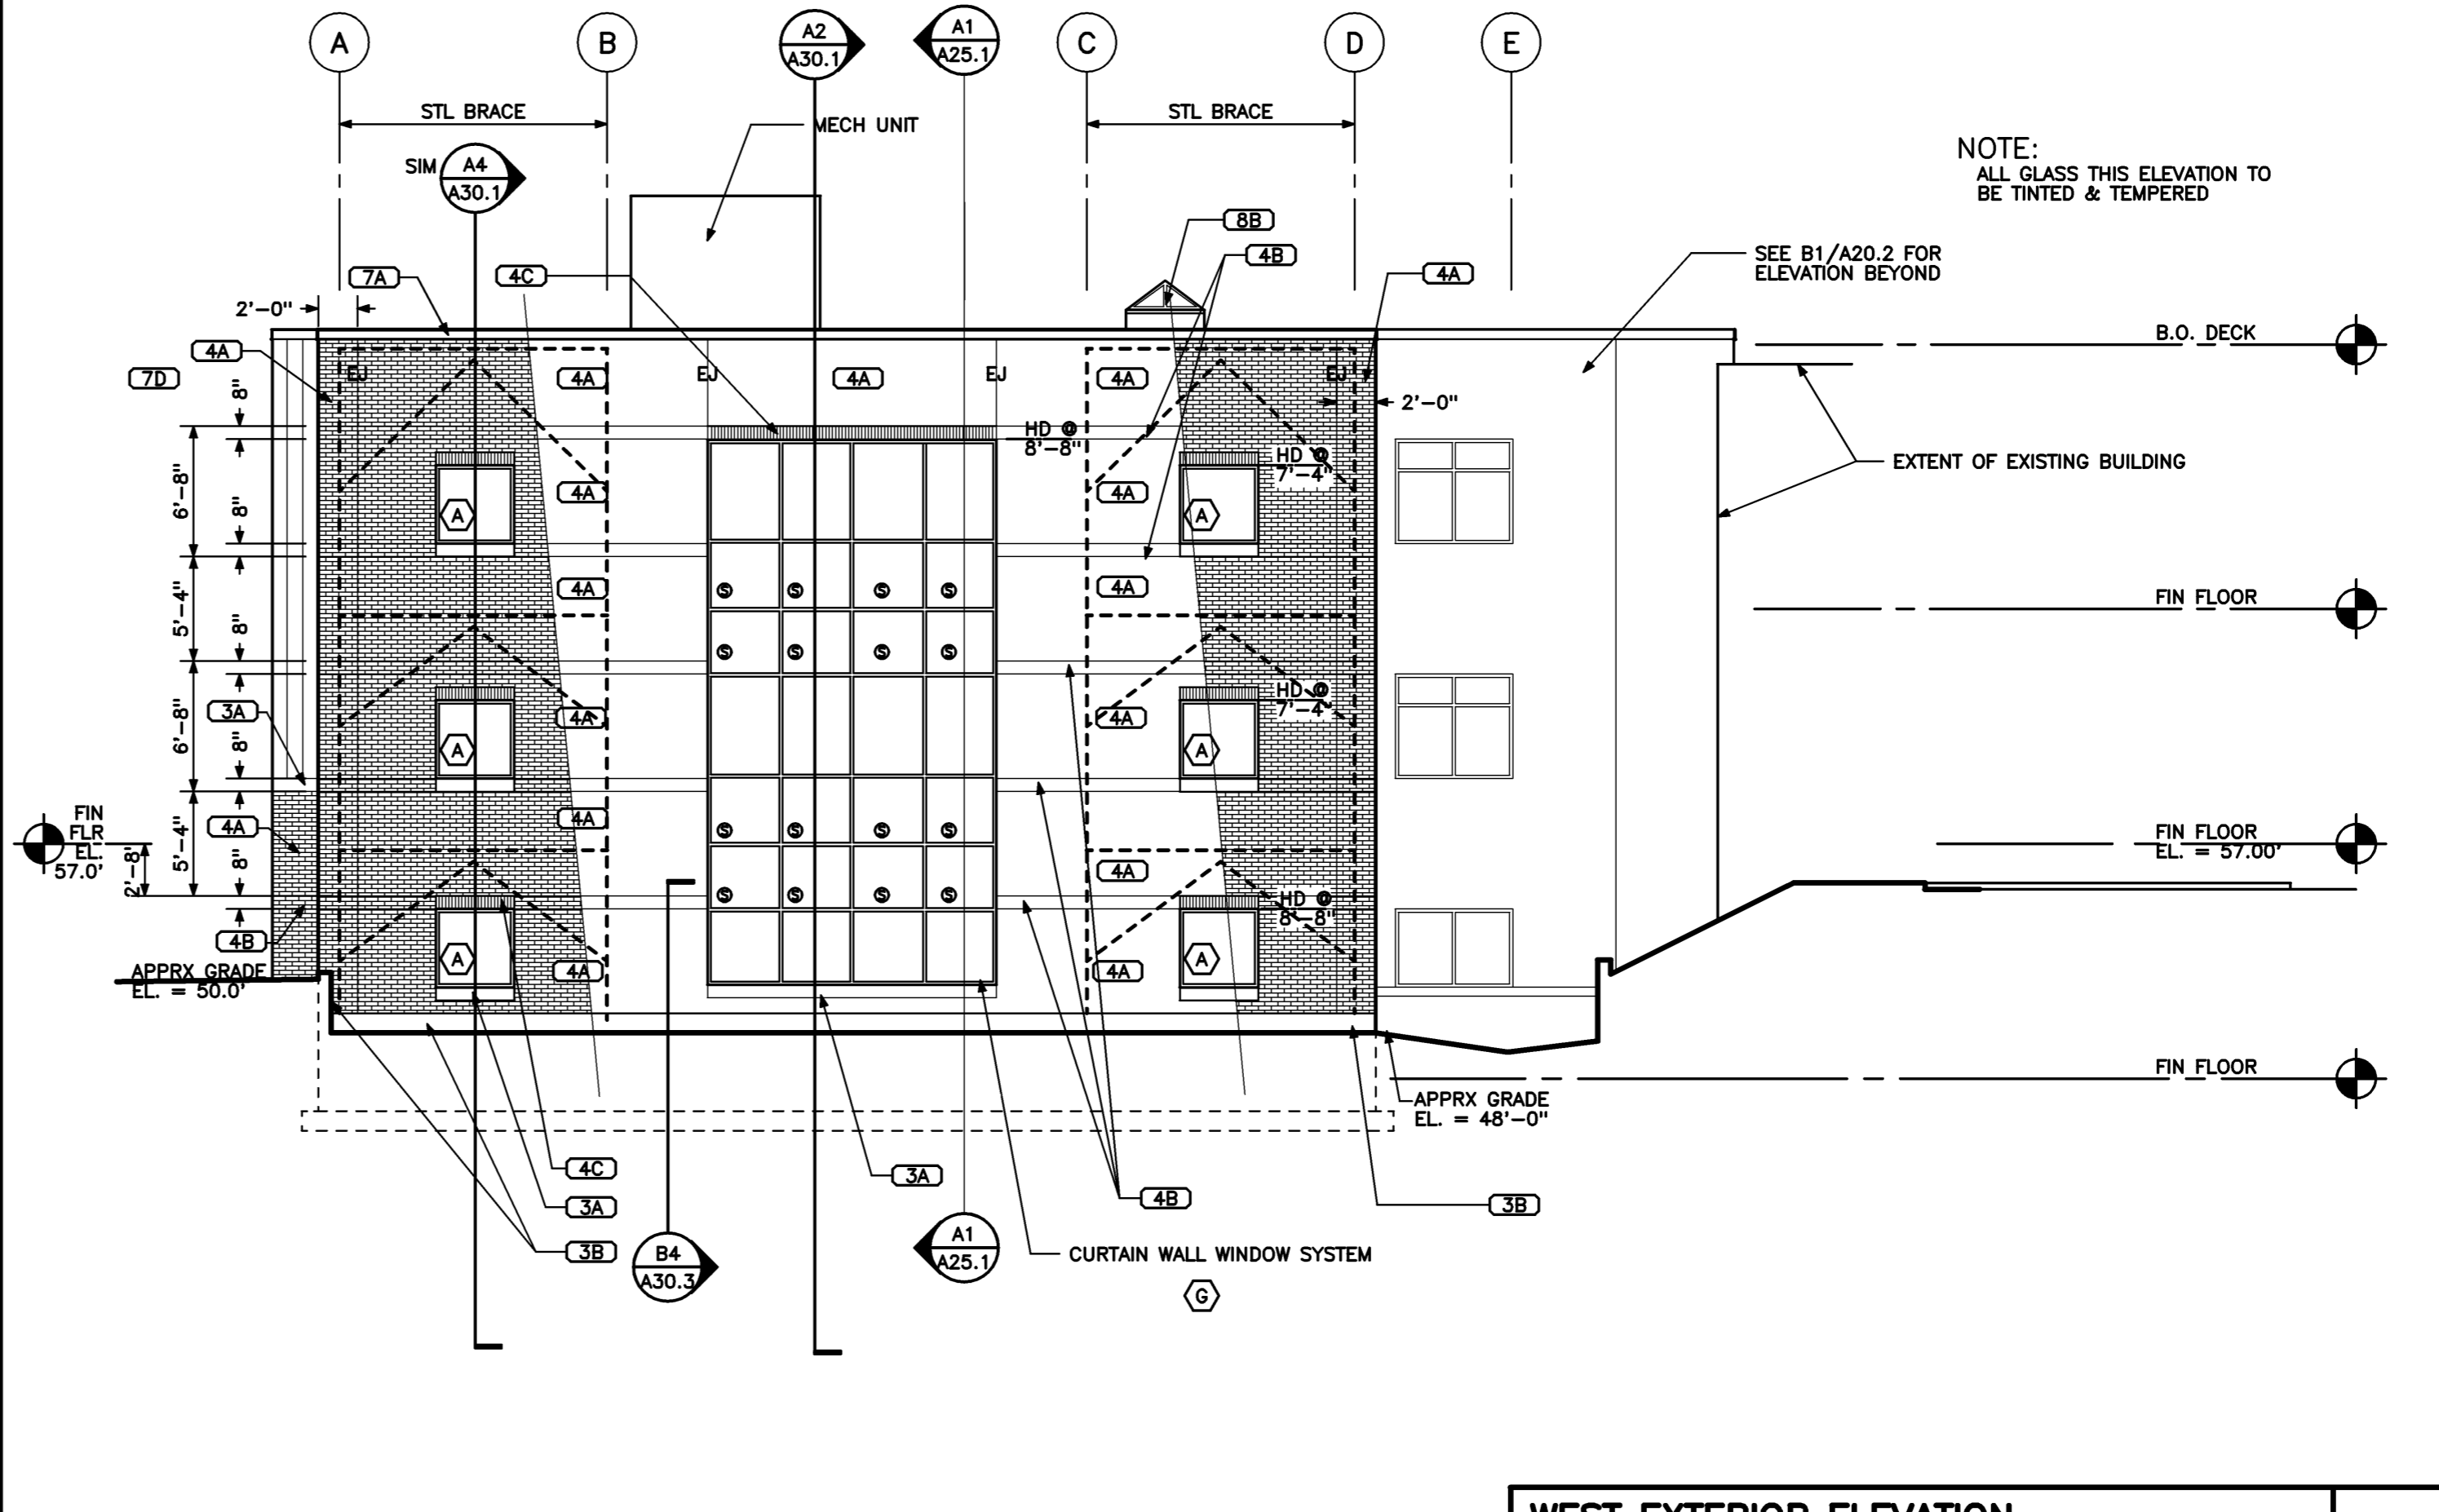 A
B
A2
A30.1
A1
A25.1
C
D
E
STL BRACE
STL BRACE
MECH UNIT
NOTE:
ALL GLASS THIS ELEVATION TO
BE TINTED & TEMPERED
SIM
A4
A30.1
8B
4B
4A
SEE B1/A20.2 FOR
ELEVATION BEYOND
7A
4C
2'-0"
B.O. DECK
4A
7D
EJ
4A
EJ
4A
EJ
4A
EJ
8"
2'-0"
HD @
8'-8"
HD @
7'-4"
EXTENT OF EXISTING BUILDING
6'-8"
8"
4A
4A
A
A
5'-4"
8"
4A
4A
S S S S
FIN FLOOR
S S S S
6'-8"
8"
3A
4A
4A
HD @
7'-4"
A
A
FIN
FLR
EL.
57.0'
2'-8"
5'-4"
8"
4A
4A
S S S S
FIN FLOOR
EL. = 57.00'
4A
S S S S
HD @
8'-8"
4B
A
A
4A
4A
APPRX GRADE
EL. = 50.0'
FIN FLOOR
APPRX GRADE
EL. = 48'-0"
4C
3A
3A
4B
3B
3B
B4
A30.3
A1
A25.1
CURTAIN WALL WINDOW SYSTEM
G
WEST EXTERIOR ELEVATION